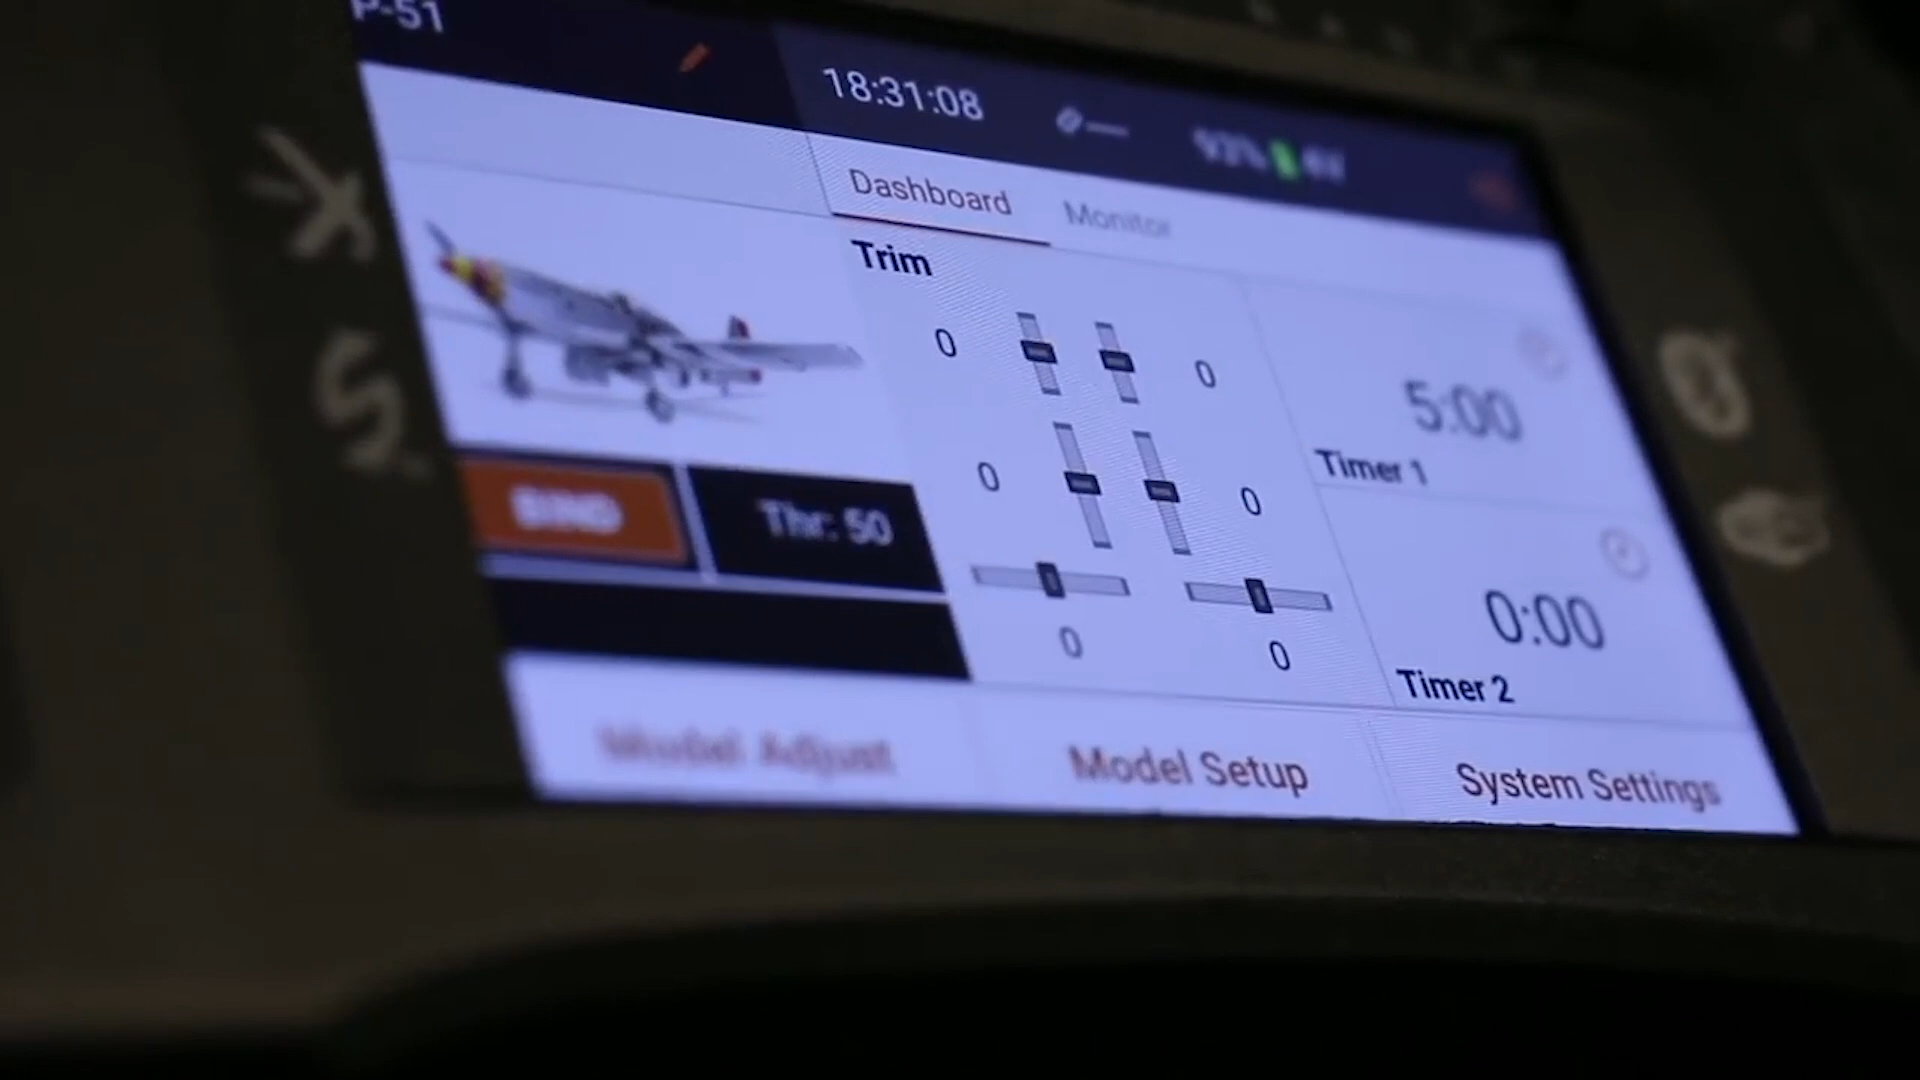 P-51
18:31:08
93% 4V
Dashboard Monitor
Trim
0 0
5:00
Timer 1
0 0
BIND Thr: 50
0:00
0 0
Timer 2
Model Adjust Model Setup System Settings